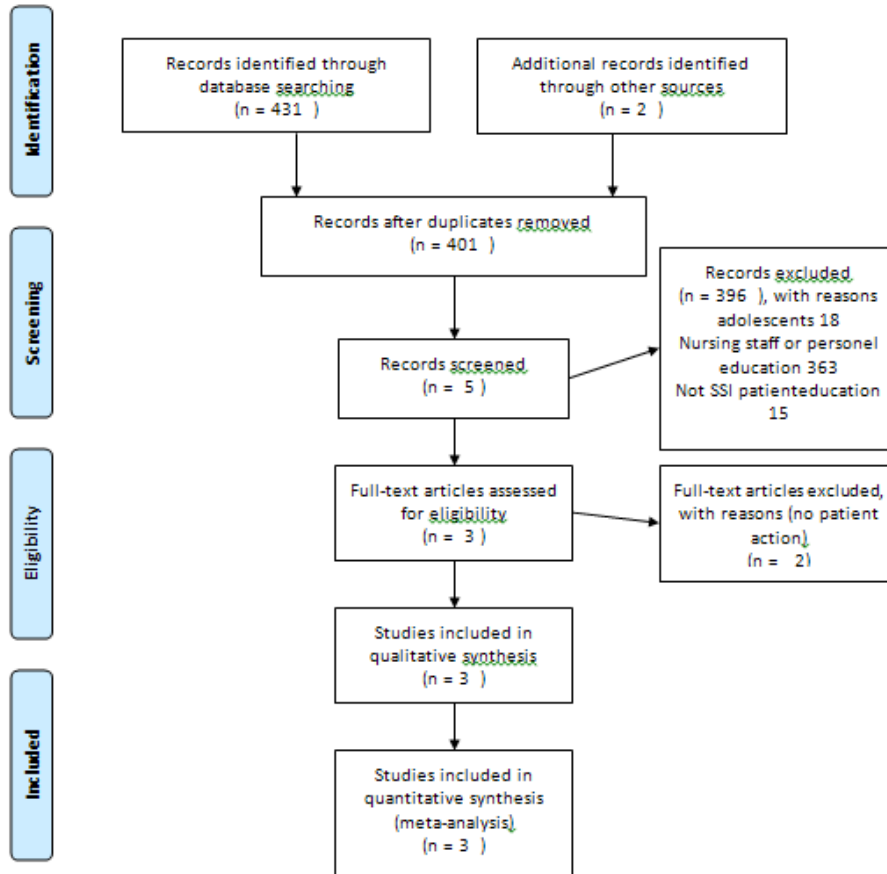 Identification
Records identified through
database searching
(n = 431 )
Additional records identified
through other sources
(n = 2 )
Records after duplicates removed
(n = 401 )
Screening
Records excluded
(n = 396 ), with reasons
adolescents 18
Nursing staff or personel
education 363
Not SSI patienteducation
15
Records screened
(n = 5 )
Eligibility
Full-text articles assessed
for eligibility
(n = 3 )
Full-text articles excluded,
with reasons (no patient
action)
(n = 2)
Studies included in
qualitative synthesis
(n = 3 )
Included
Studies included in
quantitative synthesis
(meta-analysis)
(n = 3 )